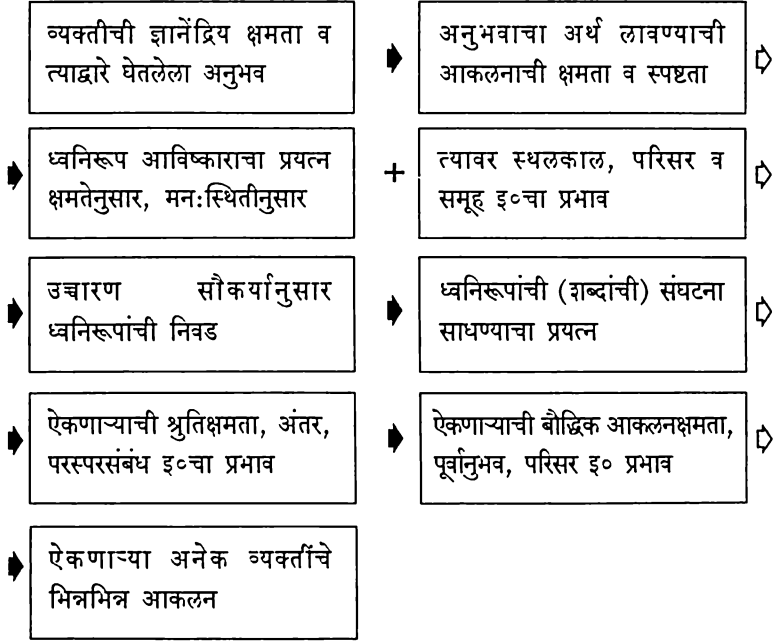 व्यक्तीची ज्ञानेंद्रिय क्षमता व
त्याद्वारे घेतलेला अनुभव
अनुभवाचा अर्थ लावण्याची
आकलनाची क्षमता व स्पष्टता
ध्वनिरूप आविष्काराचा प्रयत्न
क्षमतेनुसार, मन:स्थितीनुसार
+
त्यावर स्थलकाल, परिसर व
समूह इ०चा प्रभाव
उच्चारण सौकर्यानुसार
ध्वनिरूपांची निवड
ध्वनिरूपांची (शब्दांची) संघटना
साधण्याचा प्रयत्न
ऐकणाऱ्याची श्रुतिक्षमता, अंतर,
परस्परसंबंध इ०चा प्रभाव
ऐकणाऱ्याची बौद्धिक आकलनक्षमता,
पूर्वानुभव, परिसर इ० प्रभाव
ऐकणाऱ्या अनेक व्यक्तींचे
भिन्नभिन्न आकलन